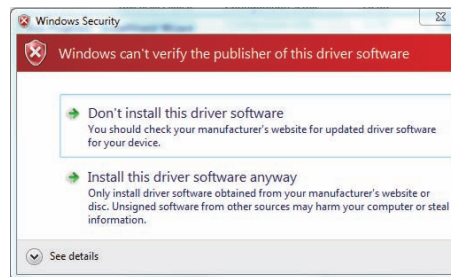 Windows Security
Windows can't verify the publisher of this driver software
Don't install this driver software
You should check your manufacturer's website for updated driver software
for your device.
Install this driver software anyway
Only install driver software obtained from your manufacturer's website or
disc. Unsigned software from other sources may harm your computer or steal
information.
See details